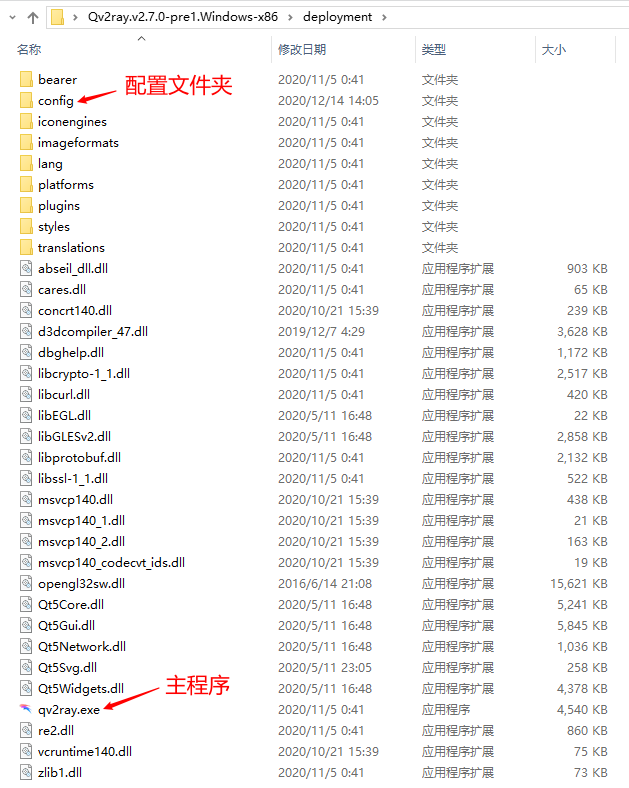 Qv2ray.v2.7.0-pre1.Windows-x86 deployment
名称 修改日期 类型 大小
bearer 2020/11/5 0:41 文件夹
配置文件夹
config 2020/12/14 14:05 文件夹
iconengines 2020/11/5 0:41 文件夹
imageformats 2020/11/5 0:41 文件夹
lang 2020/11/5 0:41 文件夹
platforms 2020/11/5 0:41 文件夹
plugins 2020/11/5 0:41 文件夹
styles 2020/11/5 0:41 文件夹
translations 2020/11/5 0:41 文件夹
abseil_dll.dll 2020/11/5 0:41 应用程序扩展 903 KB
cares.dll 2020/11/5 0:41 应用程序扩展 65 KB
concrt140.dll 2020/10/21 15:39 应用程序扩展 239 KB
d3dcompiler_47.dll 2019/12/7 4:29 应用程序扩展 3,628 KB
dbghelp.dll 2020/11/5 0:41 应用程序扩展 1,172 KB
libcrypto-1_1.dll 2020/11/5 0:41 应用程序扩展 2,517 KB
libcurl.dll 2020/11/5 0:41 应用程序扩展 420 KB
libEGL.dll 2020/5/11 16:48 应用程序扩展 22 KB
libGLESv2.dll 2020/5/11 16:48 应用程序扩展 2,858 KB
libprotobuf.dll 2020/11/5 0:41 应用程序扩展 2,132 KB
libssl-1_1.dll 2020/11/5 0:41 应用程序扩展 522 KB
msvcp140.dll 2020/10/21 15:39 应用程序扩展 438 KB
msvcp140_1.dll 2020/10/21 15:39 应用程序扩展 21 KB
msvcp140_2.dll 2020/10/21 15:39 应用程序扩展 163 KB
msvcp140_codecvt_ids.dll 2020/10/21 15:39 应用程序扩展 19 KB
opengl32sw.dll 2016/6/14 21:08 应用程序扩展 15,621 KB
Qt5Core.dll 2020/5/11 16:48 应用程序扩展 5,241 KB
Qt5Gui.dll 2020/5/11 16:48 应用程序扩展 5,845 KB
Qt5Network.dll 2020/5/11 16:48 应用程序扩展 1,036 KB
Qt5Svg.dll 2020/5/11 23:05 应用程序扩展 258 KB
Qt5Widgets.dll 2020/5/11 16:48 应用程序扩展 4,378 KB
主程序
qv2ray.exe 2020/11/5 0:41 应用程序 4,540 KB
re2.dll 2020/11/5 0:41 应用程序扩展 860 KB
vcruntime140.dll 2020/10/21 15:39 应用程序扩展 75 KB
zlib1.dll 2020/11/5 0:41 应用程序扩展 73 KB